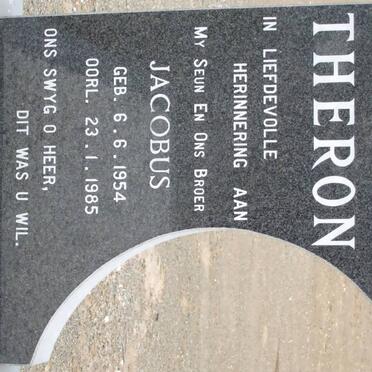 THERON
IN LIEFDEVOLLE
HERINNERING AAN
MY SEUN EN ONS BROER
JACOBUS
GEB. 6.6.1954
OORL. 23.1.1985
ONS SWYG O HEER,
DIT WAS U WIL.